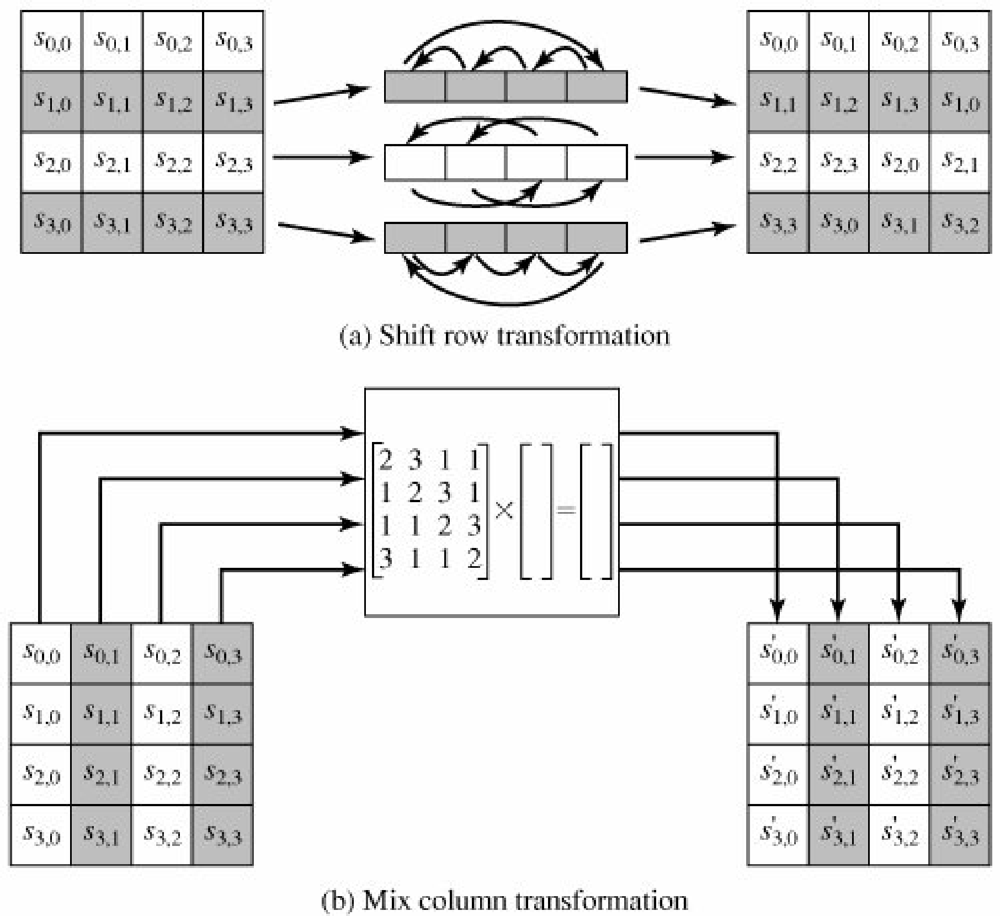 s0,0 s0,1 s0,2 s0,3 s0,0 s0,1 s0,2 s0,3
s1,0 s1,1 s1,2 s1,3 s1,1 s1,2 s1,3 s1,0
s2,0 s2,1 s2,2 s2,3 s2,2 s2,3 s2,0 s2,1
s3,0 s3,1 s3,2 s3,3 s3,3 s3,0 s3,1 s3,2
(a) Shift row transformation
2 3 1 1
1 2 3 1
× =
1 1 2 3
3 1 1 2
s0,0 s0,1 s0,2 s0,3 s'0,0 s'0,1 s'0,2 s'0,3
s1,0 s1,1 s1,2 s1,3 s'1,0 s'1,1 s'1,2 s'1,3
s2,0 s2,1 s2,2 s2,3 s'2,0 s'2,1 s'2,2 s'2,3
s3,0 s3,1 s3,2 s3,3 s'3,0 s'3,1 s'3,2 s'3,3
(b) Mix column transformation